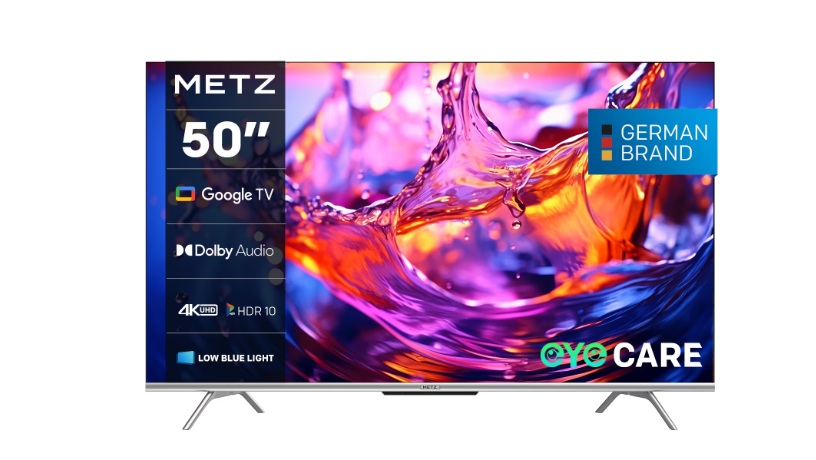 METZ
50"
Google TV
Dolby Audio
4K UHD HDR 10
LOW BLUE LIGHT
GERMAN
BRAND
eye CARE
METZ